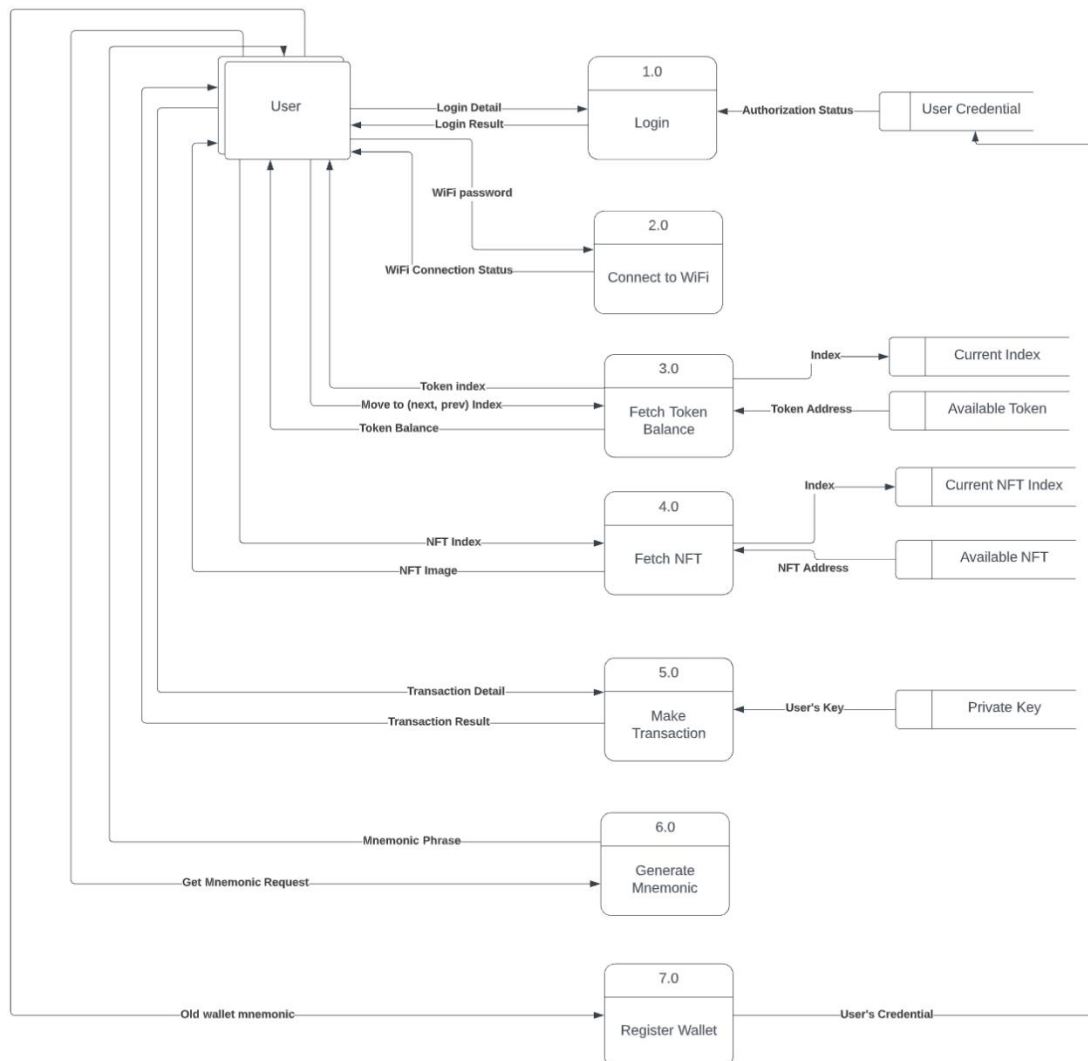 User
1.0
Login
Login Detail
Login Result
Authorization Status
User Credential
WiFi password
2.0
Connect to WiFi
WiFi Connection Status
3.0
Fetch Token
Balance
Token index
Move to (next, prev) Index
Token Balance
Index
Current Index
Token Address
Available Token
4.0
Fetch NFT
NFT Index
NFT Image
Index
Current NFT Index
NFT Address
Available NFT
5.0
Make
Transaction
Transaction Detail
Transaction Result
User's Key
Private Key
6.0
Generate
Mnemonic
Mnemonic Phrase
Get Mnemonic Request
7.0
Register Wallet
Old wallet mnemonic
User's Credential